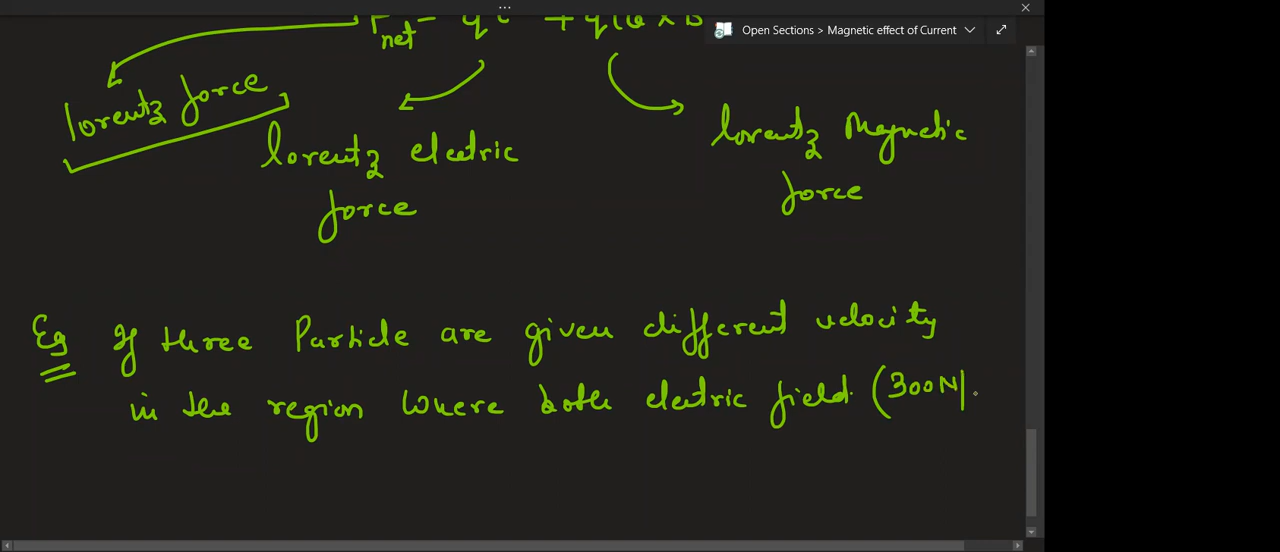 Open Sections > Magnetic effect of Current
net
lorentz force
lorentz electric
force
lorentz Magnetic
force
Eg If three Particle are given different velocity
in the region where both electric field (300N/